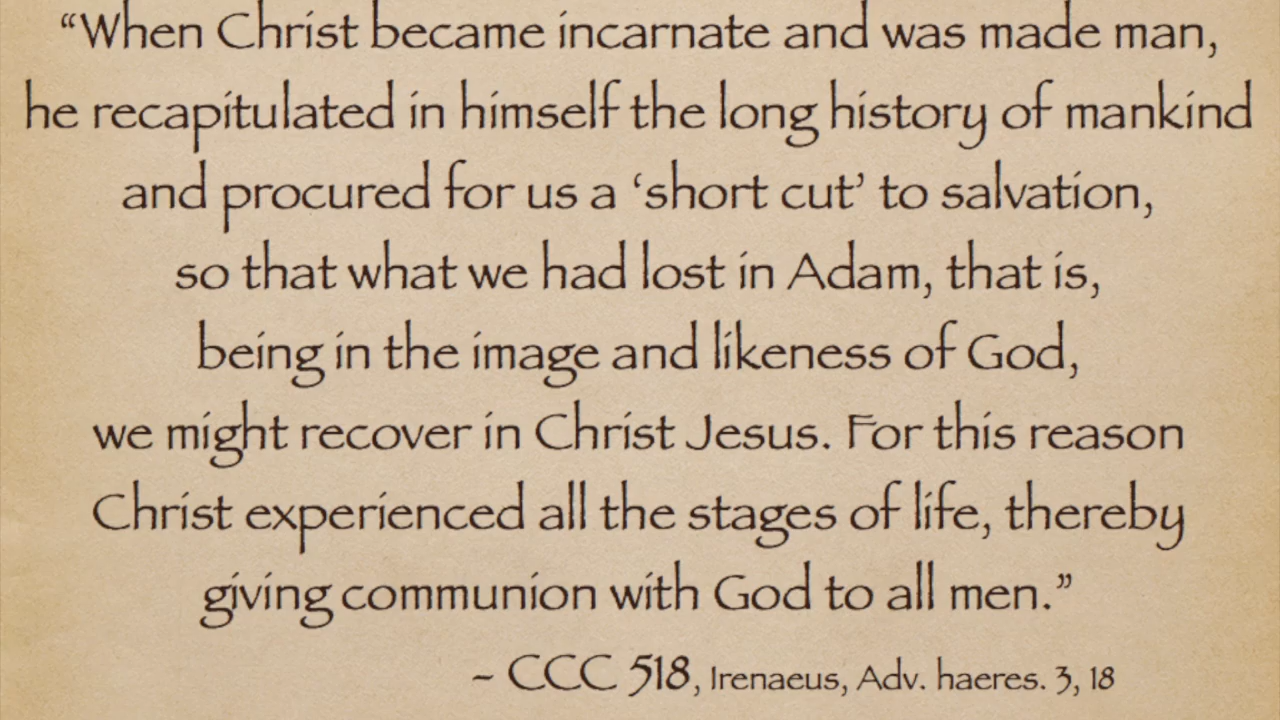 “When Christ became incarnate and was made man,
he recapitulated in himself the long history of mankind
and procured for us a ‘short cut’ to salvation,
so that what we had lost in Adam, that is,
being in the image and likeness of God,
we might recover in Christ Jesus. For this reason
Christ experienced all the stages of life, thereby
giving communion with God to all men.”
~ CCC 518, Irenaeus, Adv. haeres. 3, 18